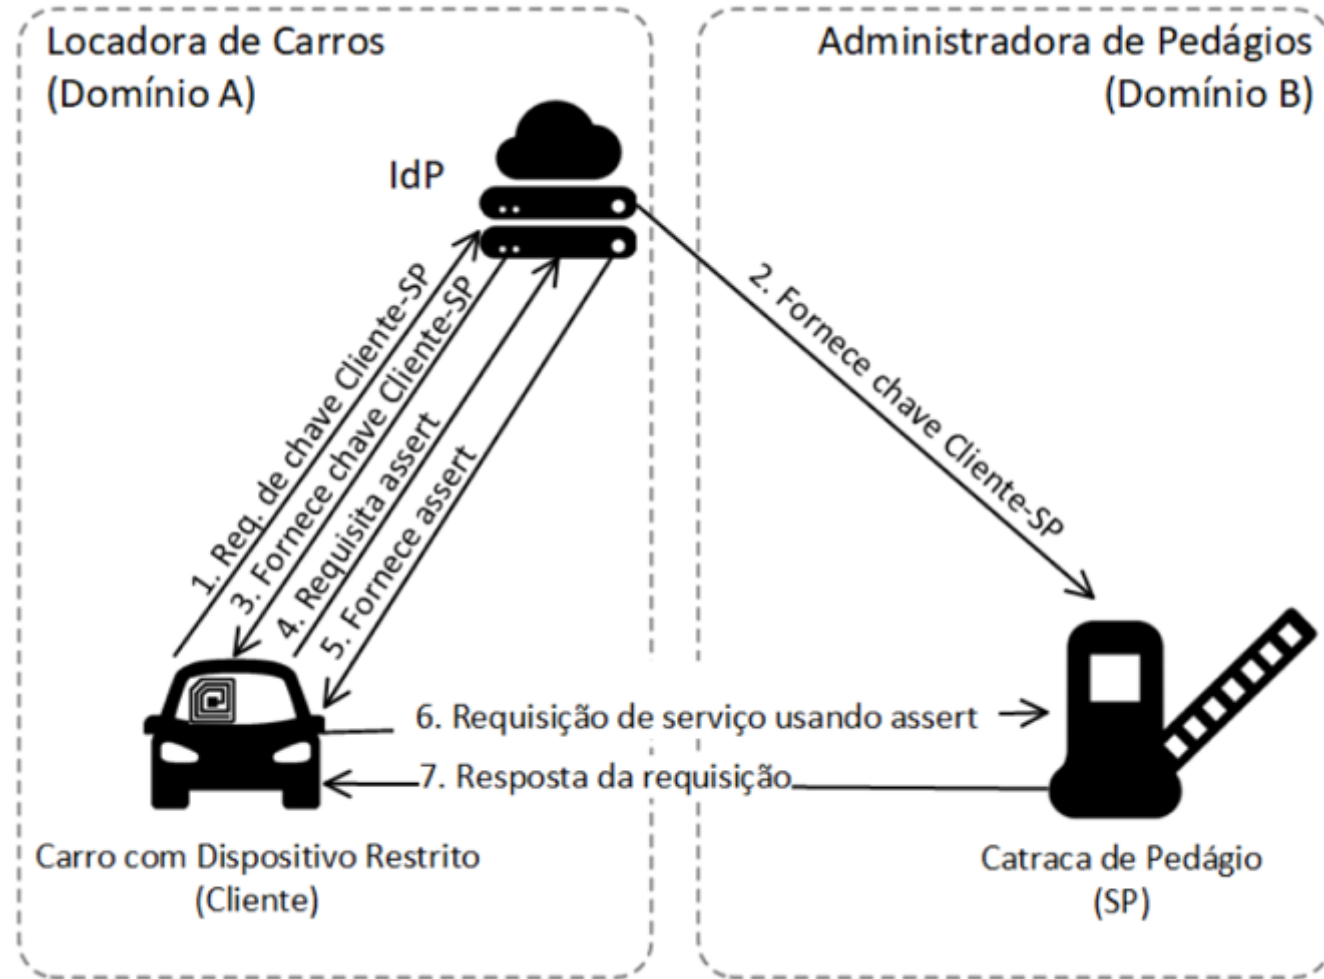 Locadora de Carros
(Domínio A)
Administradora de Pedágios
(Domínio B)
IdP
1. Req. de chave Cliente-SP
3. Fornece chave Cliente-SP
4. Requisita assert
5. Fornece assert
2. Fornece chave Cliente-SP
6. Requisição de serviço usando assert
7. Resposta da requisição
Carro com Dispositivo Restrito
(Cliente)
Catraca de Pedágio
(SP)